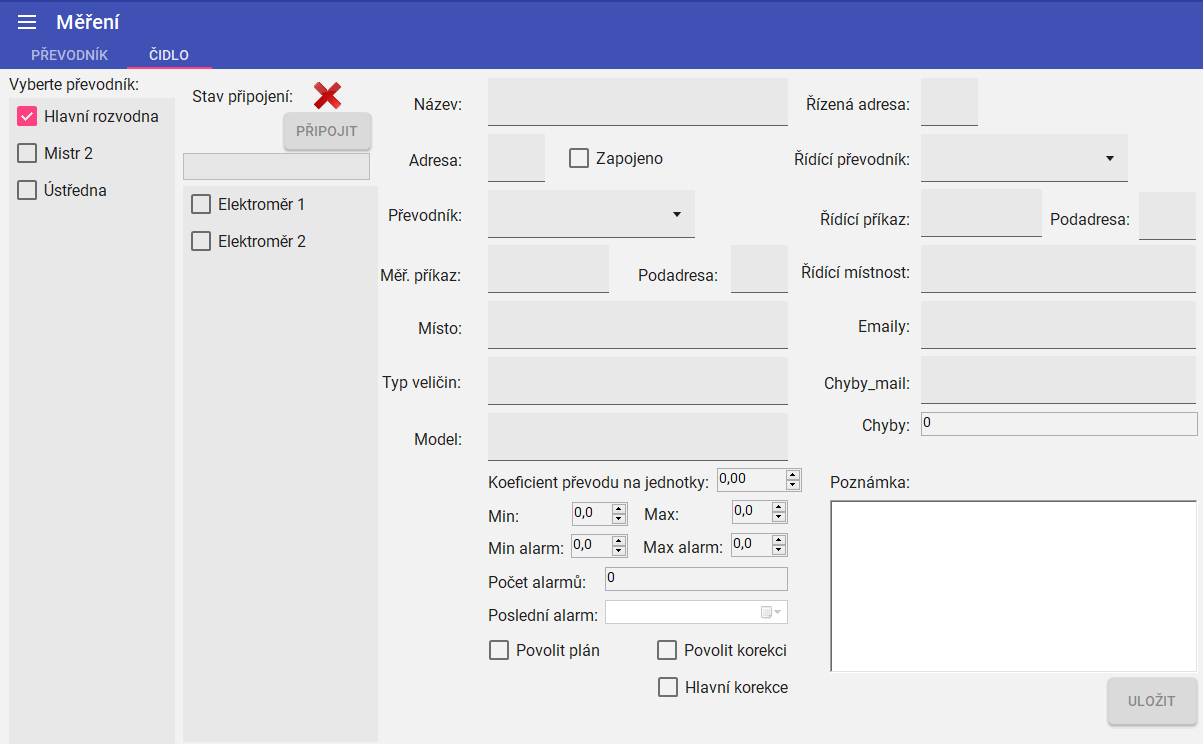 Měření
PŘEVODNÍK
ČIDLO
Vyberte převodník:
Hlavní rozvodna
Mistr 2
Ústředna
Stav připojení:
PŘIPOJIT
Elektroměr 1
Elektroměr 2
Název:
Adresa:
Zapojeno
Převodník:
Měř. příkaz:
Podadresa:
Místo:
Typ veličin:
Model:
Koeficient převodu na jednotky: 0,00
Min: 0,0
Max: 0,0
Min alarm: 0,0
Max alarm: 0,0
Počet alarmů: 0
Poslední alarm:
Povolit plán
Povolit korekci
Hlavní korekce
Řízená adresa:
Řídící převodník:
Řídící příkaz:
Podadresa:
Řídící místnost:
Emaily:
Chyby_mail:
Chyby: 0
Poznámka:
ULOŽIT